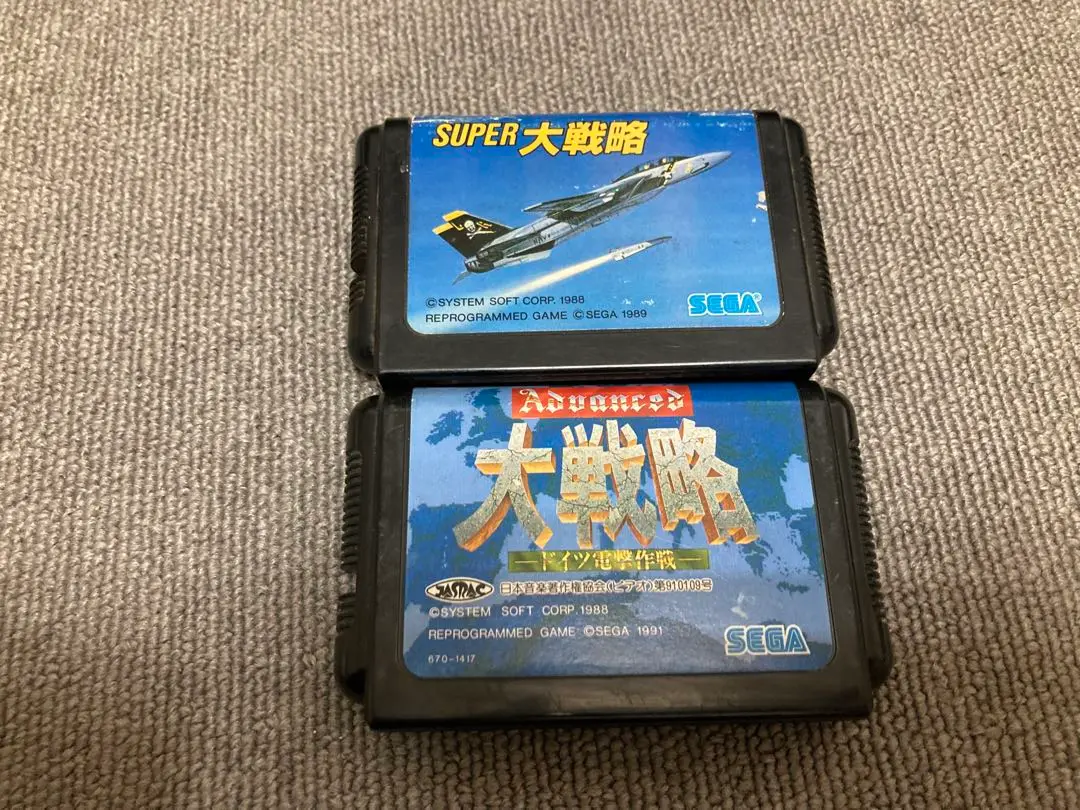 SUPER 大戦略
©SYSTEM SOFT CORP. 1988
REPROGRAMMED GAME ©SEGA 1989
SEGA®
Advanced
大戦略
―ドイツ電撃作戦―
JASRAC 日本音楽著作権協会(ビデオ)第910109号
©SYSTEM SOFT CORP.1988
REPROGRAMMED GAME ©SEGA 1991
SEGA
670-1417